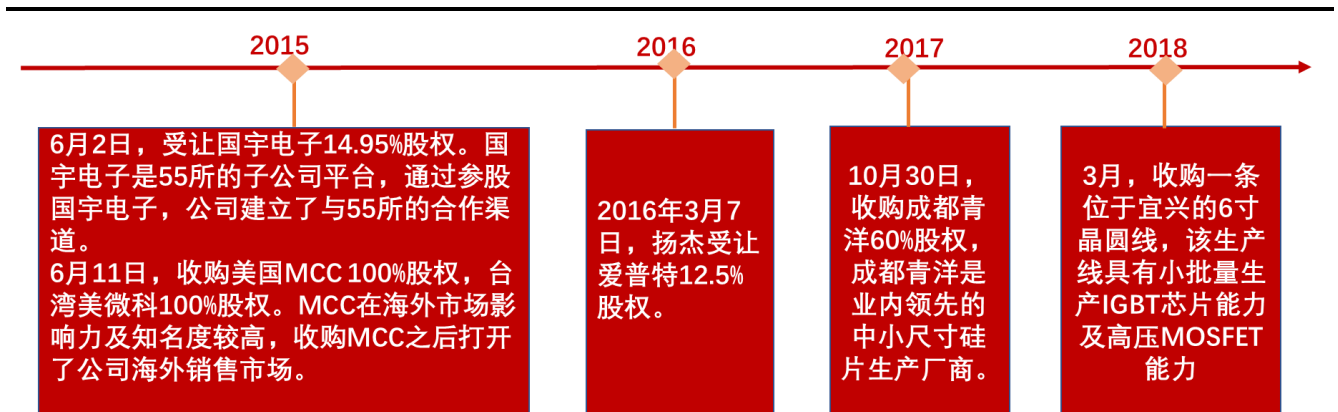 2015
2016
2017
2018
6月2日，受让国宇电子14.95%股权。国
宇电子是55所的子公司平台，通过参股
国宇电子，公司建立了与55所的合作渠
道。
6月11日，收购美国MCC 100%股权，台
湾美微科100%股权。MCC在海外市场影
响力及知名度较高，收购MCC之后打开
了公司海外销售市场。
2016年3月7
日，扬杰受让
爱普特12.5%
股权。
10月30日，
收购成都青
洋60%股权，
成都青洋是
业内领先的
中小尺寸硅
片生产厂商。
3月，收购一条
位于宜兴的6寸
晶圆线，该生产
线具有小批量生
产IGBT芯片能力
及高压MOSFET
能力